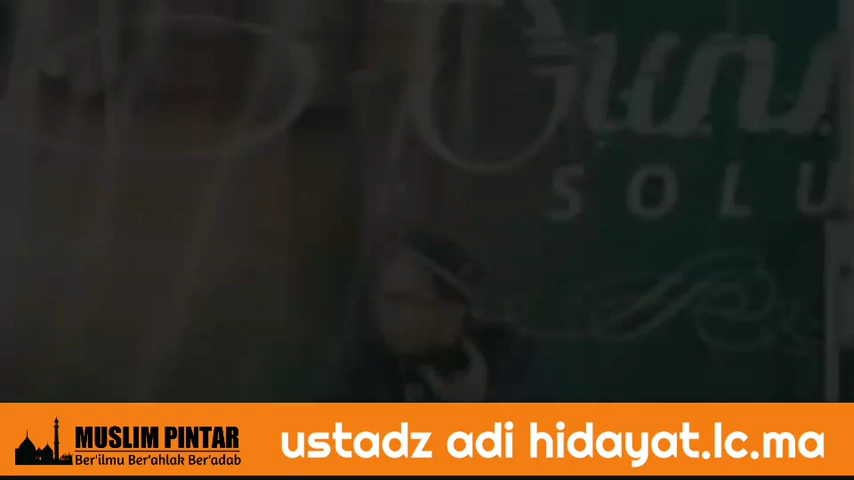 SOLU
MUSLIM PINTAR
Ber'ilmu Ber'ahlak Ber'adab
ustadz adi hidayat.lc.ma